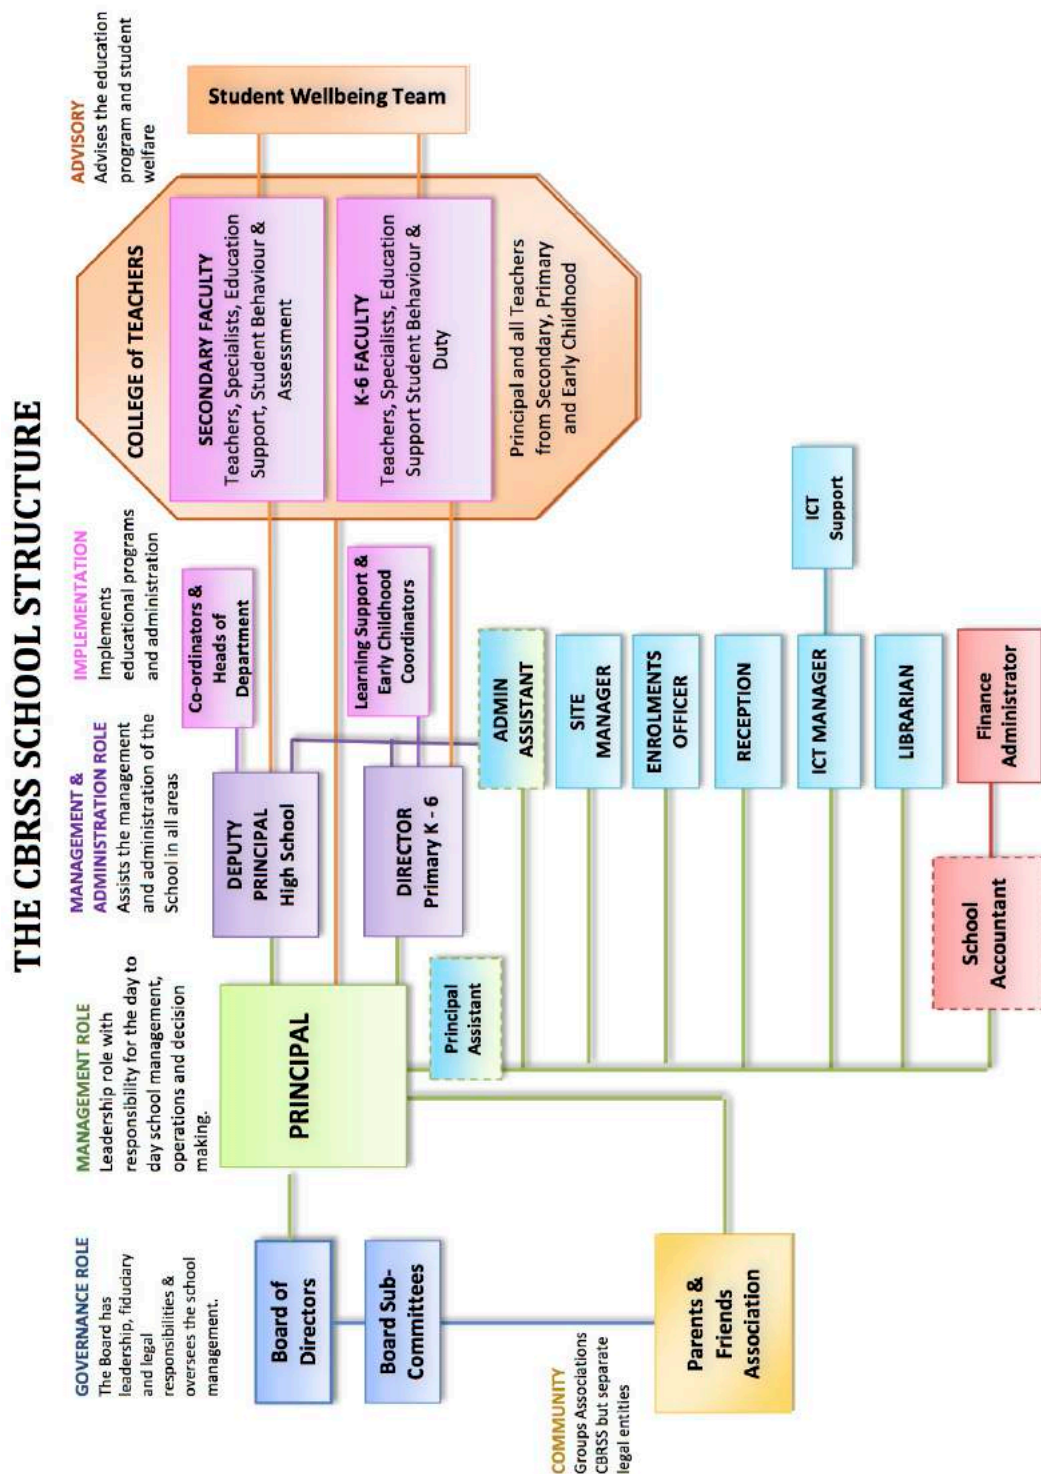 THE CBRSS SCHOOL STRUCTURE
GOVERNANCE ROLE
The Board has
leadership, fiduciary
and legal
responsibilities &
oversees the school
management.
MANAGEMENT ROLE
Leadership role with
responsibility for the day to
day school management,
operations and decision
making.
MANAGEMENT &
ADMINISTRATION ROLE
Assists the management
and administration of the
School in all areas
IMPLEMENTATION
Implements
educational programs
and administration
ADVISORY
Advises the education
program and student
welfare
Board of
Directors
Board Sub-
Committees
PRINCIPAL
Principal
Assistant
DEPUTY
PRINCIPAL
High School
DIRECTOR
Primary K – 6
Co-ordinators &
Heads of
Department
Learning Support &
Early Childhood
Coordinators
COLLEGE of TEACHERS
SECONDARY FACULTY
Teachers, Specialists, Education
Support, Student Behaviour &
Assessment
K-6 FACULTY
Teachers, Specialists, Education
Support Student Behaviour &
Duty
Principal and all Teachers
from Secondary, Primary
and Early Childhood
Student Wellbeing Team
ADMIN
ASSISTANT
SITE
MANAGER
ENROLMENTS
OFFICER
RECEPTION
ICT MANAGER
ICT
Support
LIBRARIAN
School
Accountant
Finance
Administrator
COMMUNITY
Groups Associations
CBRSS but separate
legal entities
Parents &
Friends
Association